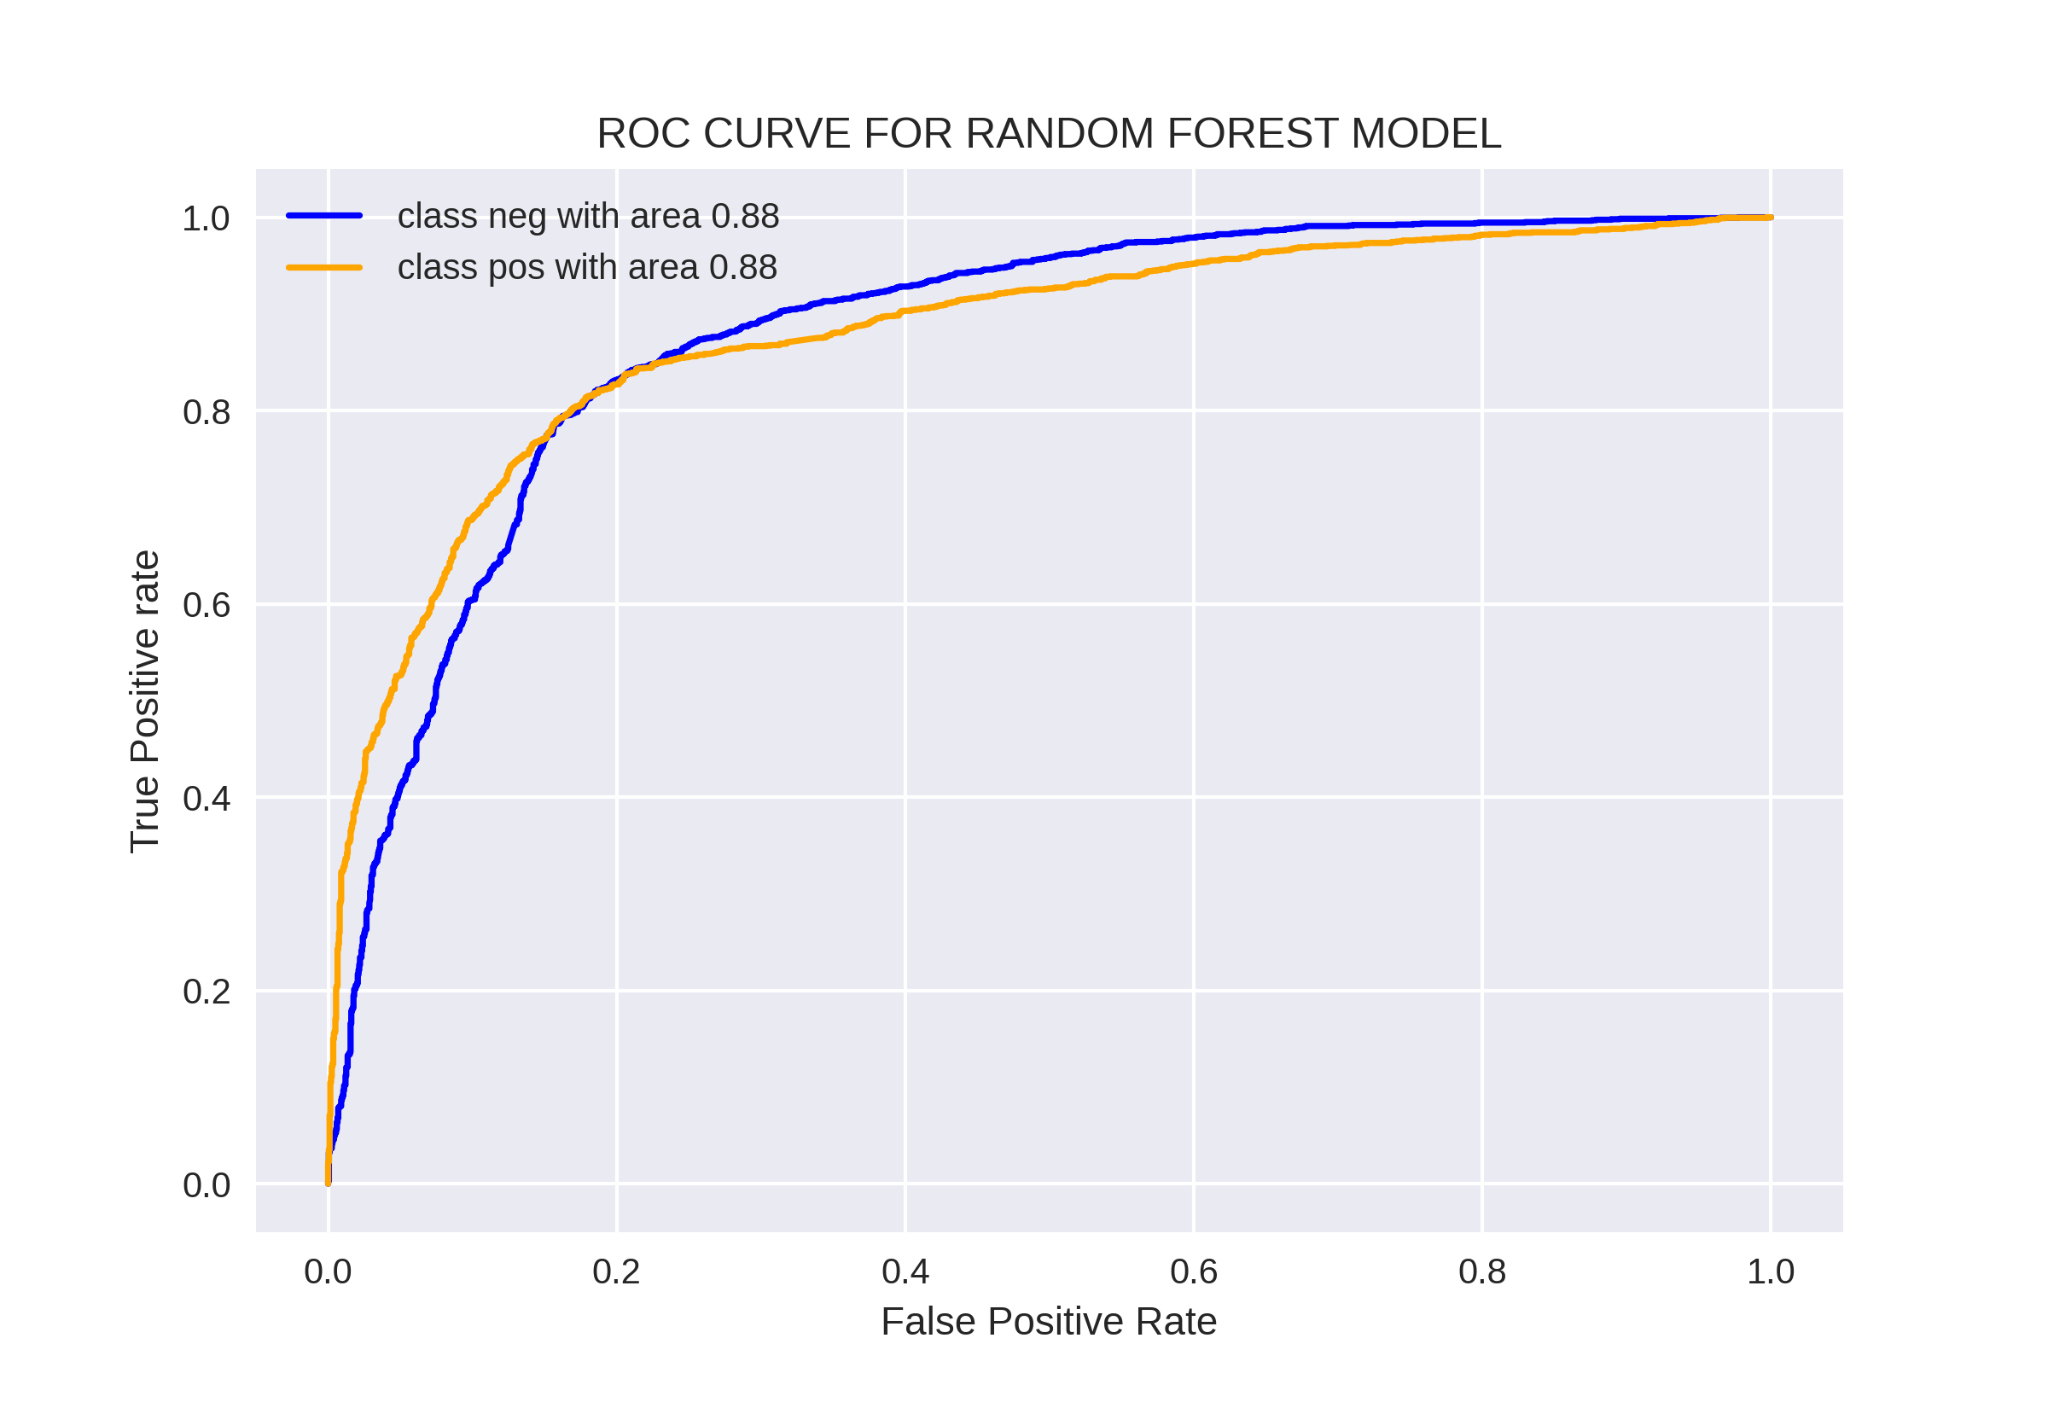 ROC CURVE FOR RANDOM FOREST MODEL
class neg with area 0.88
class pos with area 0.88
True Positive rate
1.0
0.8
0.6
0.4
0.2
0.0
0.0 0.2 0.4 0.6 0.8 1.0
False Positive Rate